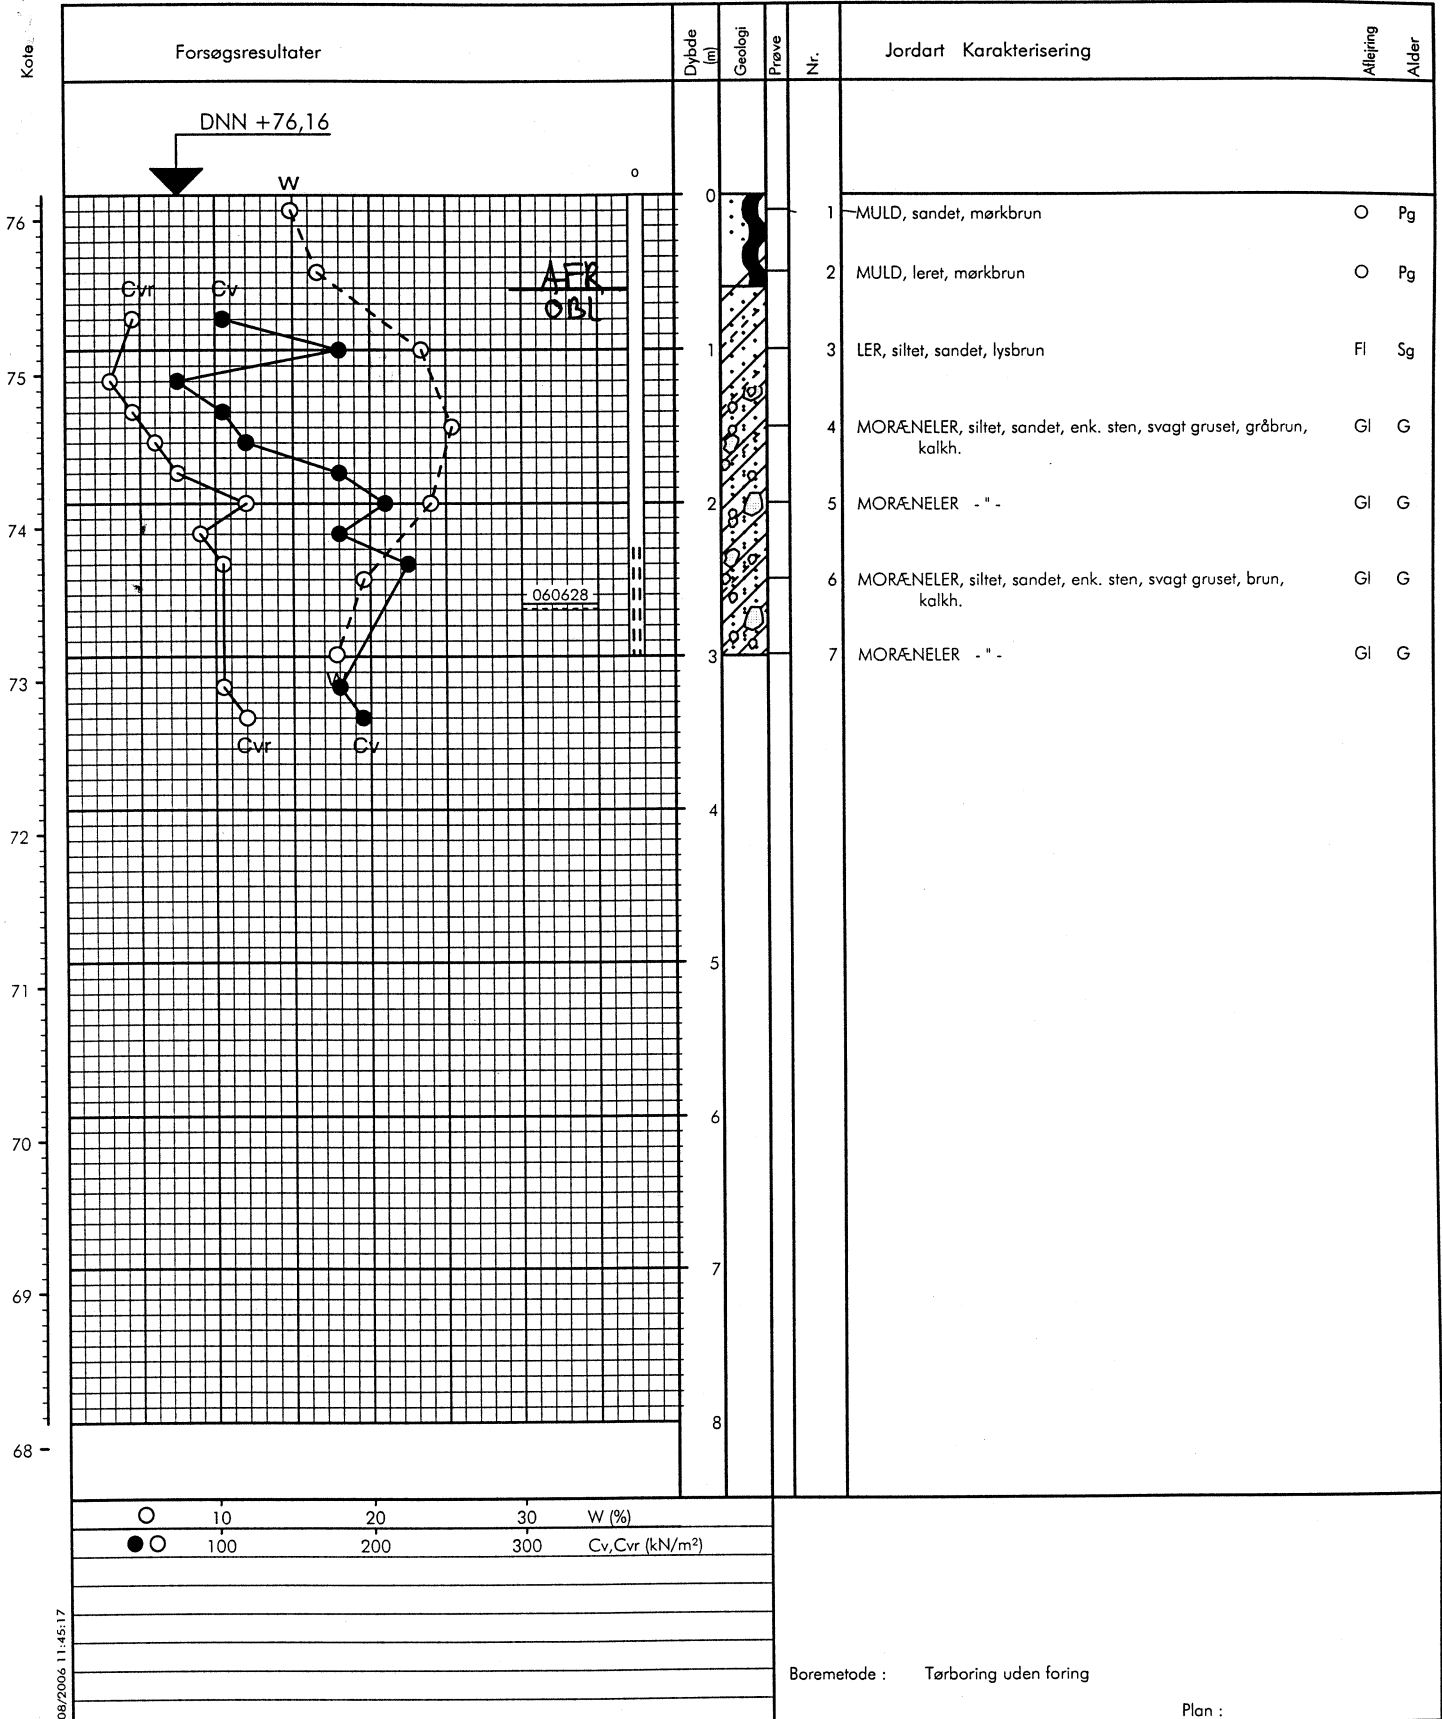 Kote
Forsøgsresultater
Dybde (m)
Geologi
Prøve
Nr.
Jordart Karakterisering
Aflejring
Alder
DNN +76,16
W
o
0
76
1 MULD, sandet, mørkbrun O Pg
2 MULD, leret, mørkbrun O Pg
AFR
OBL
Cvr Cv
1
3 LER, siltet, sandet, lysbrun Fl Sg
75
4 MORÆNELER, siltet, sandet, enk. sten, svagt gruset, gråbrun, Gl G
kalkh.
2
5 MORÆNELER - " - Gl G
74
6 MORÆNELER, siltet, sandet, enk. sten, svagt gruset, brun, Gl G
kalkh.
060628
3
7 MORÆNELER - " - Gl G
W
73
Cvr Cv
4
72
5
71
6
70
7
69
8
68
10 20 30 W (%)
100 200 300 Cv,Cvr (kN/m²)
08/2006 11:45:17
Boremetode : Tørboring uden foring
Plan :